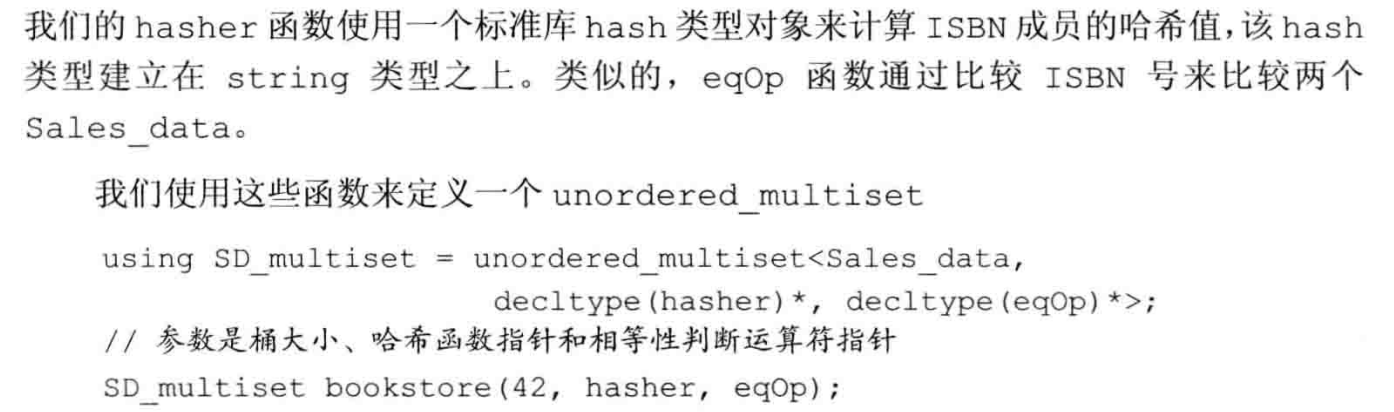 我们的 hasher 函数使用一个标准库 hash 类型对象来计算 ISBN 成员的哈希值,该 hash
类型建立在 string 类型之上。类似的，eqOp 函数通过比较 ISBN 号来比较两个
Sales_data。
我们使用这些函数来定义一个 unordered_multiset
using SD_multiset = unordered_multiset<Sales_data,
decltype(hasher)*, decltype(eqOp)*>;
// 参数是桶大小、哈希函数指针和相等性判断运算符指针
SD_multiset bookstore(42, hasher, eqOp);